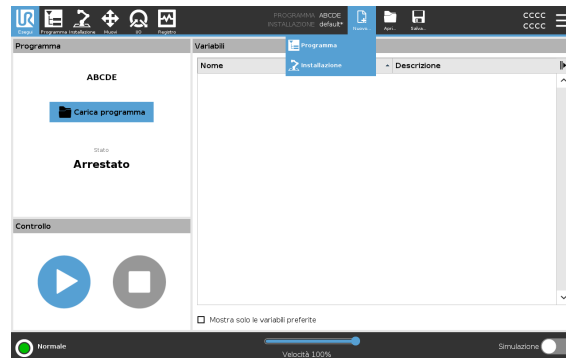 UR
Esegui
Programma
Installazione
Muovi
I/O
Registro
PROGRAMMA ABCDE
INSTALLAZIONE default*
Nuovo...
Apri...
Salva...
CCCC
CCCC
Programma
Installazione
Programma
ABCDE
Carica programma
Stato
Arrestato
Controllo
Variabili
Nome
Descrizione
Mostra solo le variabili preferite
Normale
Velocità 100%
Simulazione